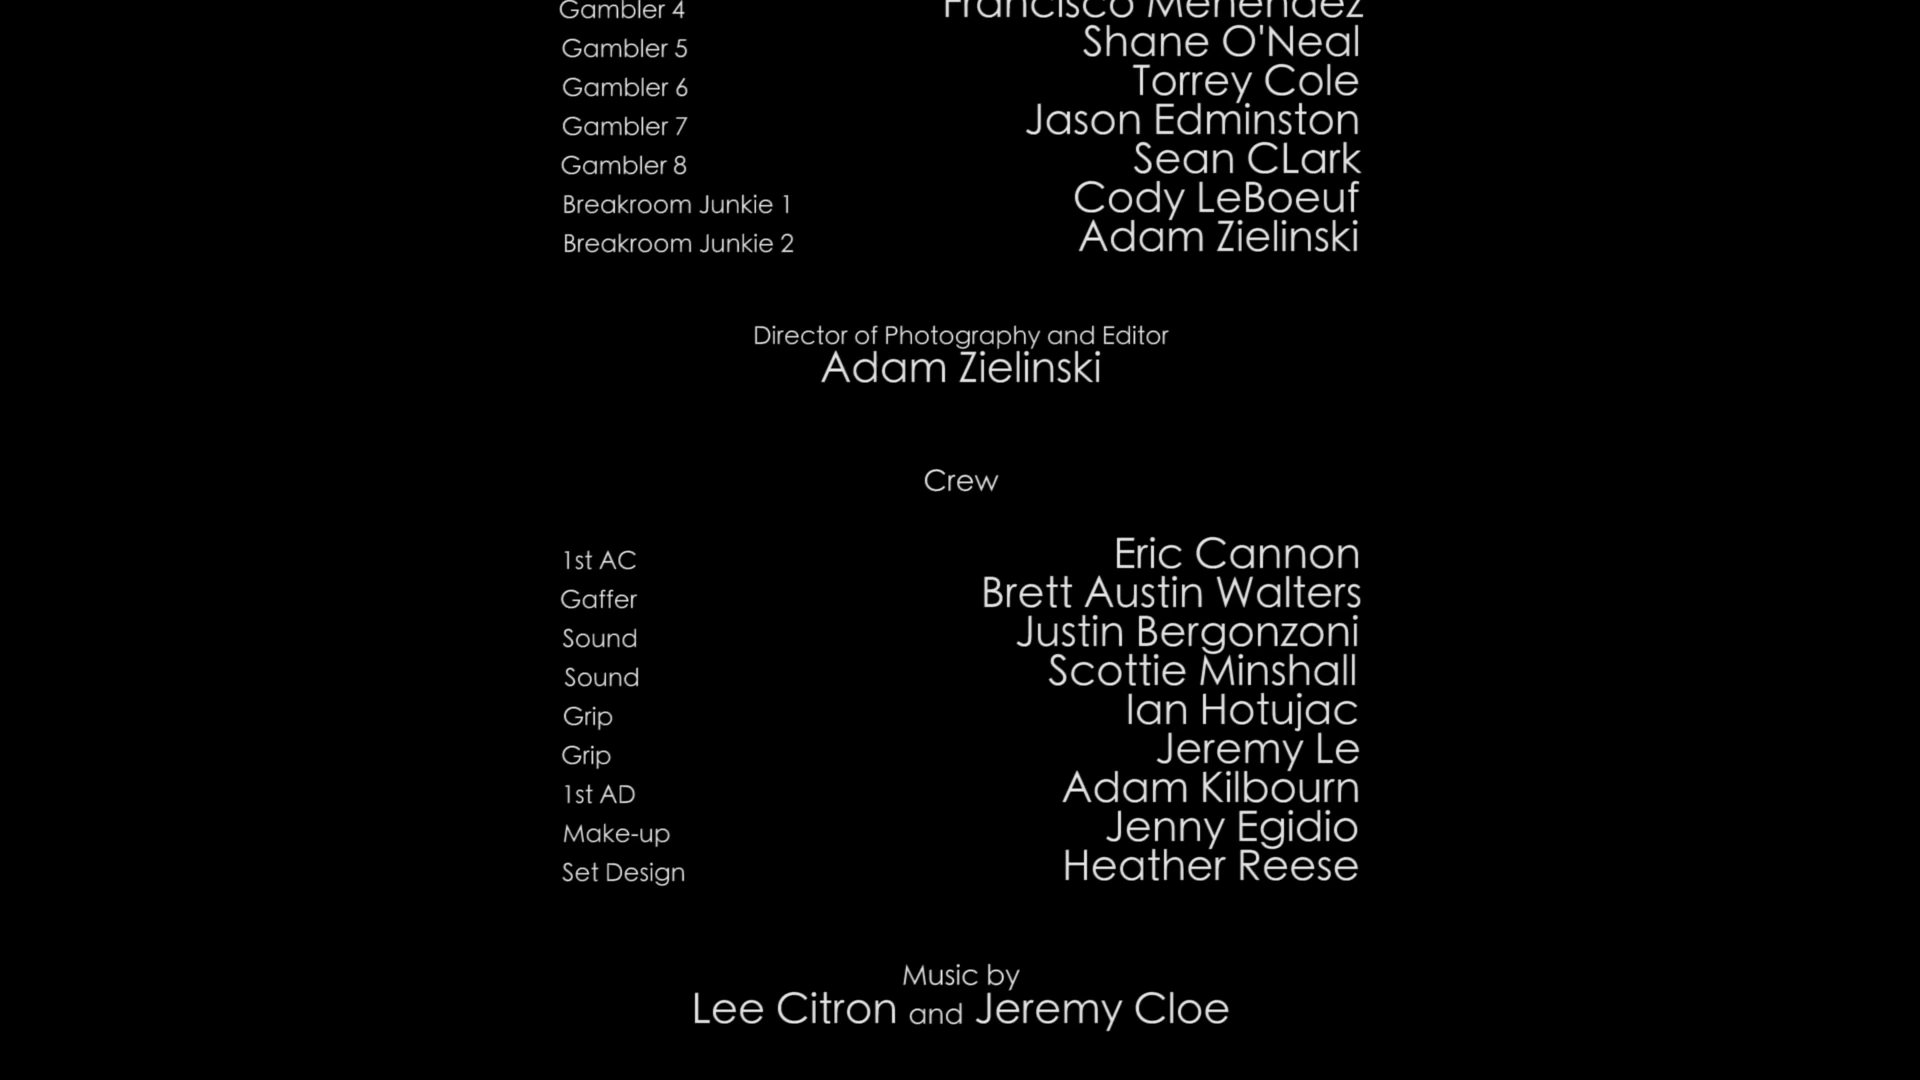 Gambler 4 Francisco Menendez
Gambler 5 Shane O'Neal
Gambler 6 Torrey Cole
Gambler 7 Jason Edminston
Gambler 8 Sean CLark
Breakroom Junkie 1 Cody LeBoeuf
Breakroom Junkie 2 Adam Zielinski
Director of Photography and Editor
Adam Zielinski
Crew
1st AC Eric Cannon
Gaffer Brett Austin Walters
Sound Justin Bergonzoni
Sound Scottie Minshall
Grip Ian Hotujac
Grip Jeremy Le
1st AD Adam Kilbourn
Make-up Jenny Egidio
Set Design Heather Reese
Music by
Lee Citron and Jeremy Cloe